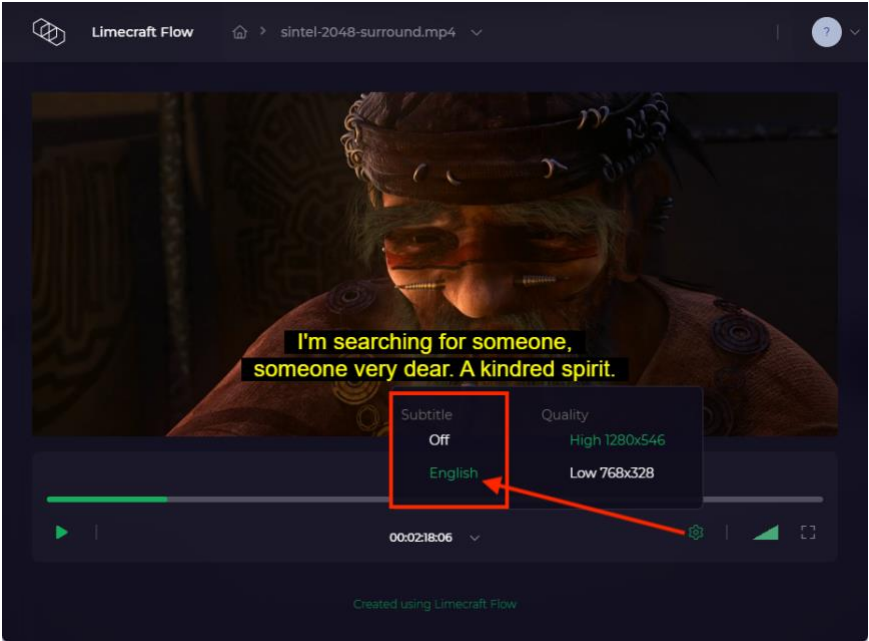 Limecraft Flow
sintel-2048-surround.mp4
?
I'm searching for someone,
someone very dear. A kindred spirit.
Subtitle
Off
English
Quality
High 1280x546
Low 768x328
00:02:18:06
Created using Limecraft Flow